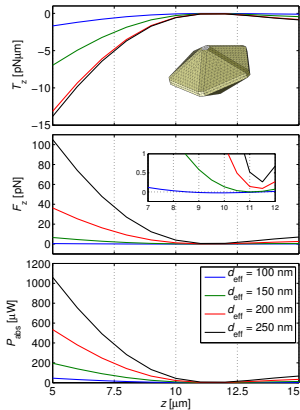 0
−5
−10
−15
T_z [pNμm]
100
80
60
40
20
0
F_z [pN]
1
0.5
0
7 8 9 10 11 12
1200
1000
800
600
400
200
0
P_abs [μW]
d_eff = 100 nm
d_eff = 150 nm
d_eff = 200 nm
d_eff = 250 nm
5 7.5 10 12.5 15
z [μm]